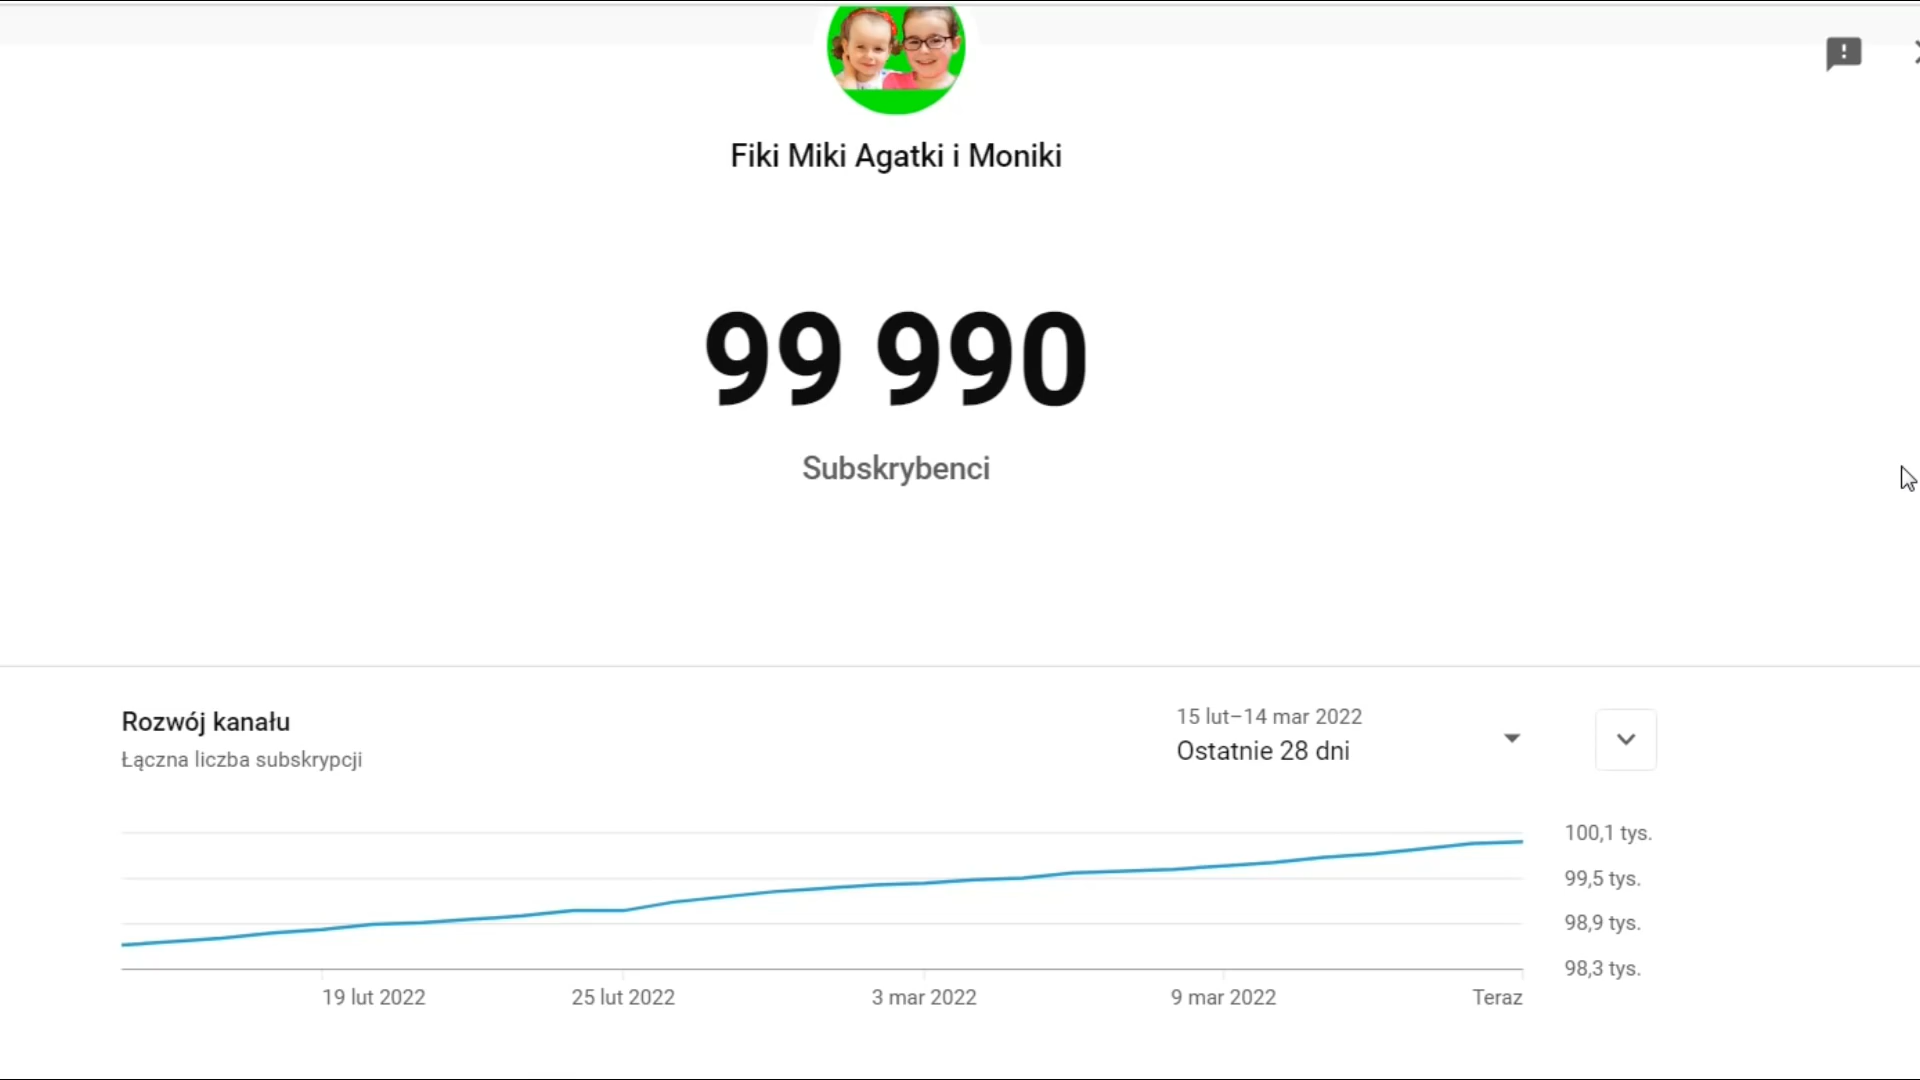 Fiki Miki Agatki i Moniki
99 990
Subskrybenci
Rozwój kanału
Łączna liczba subskrypcji
15 lut–14 mar 2022
Ostatnie 28 dni
100,1 tys.
99,5 tys.
98,9 tys.
98,3 tys.
19 lut 2022
25 lut 2022
3 mar 2022
9 mar 2022
Teraz